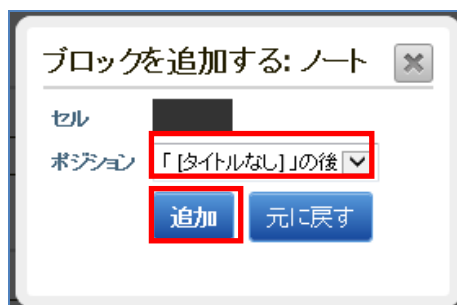 ブロックを追加する: ノート
セル
ポジション 「 [タイトルなし] 」の後
追加 元に戻す